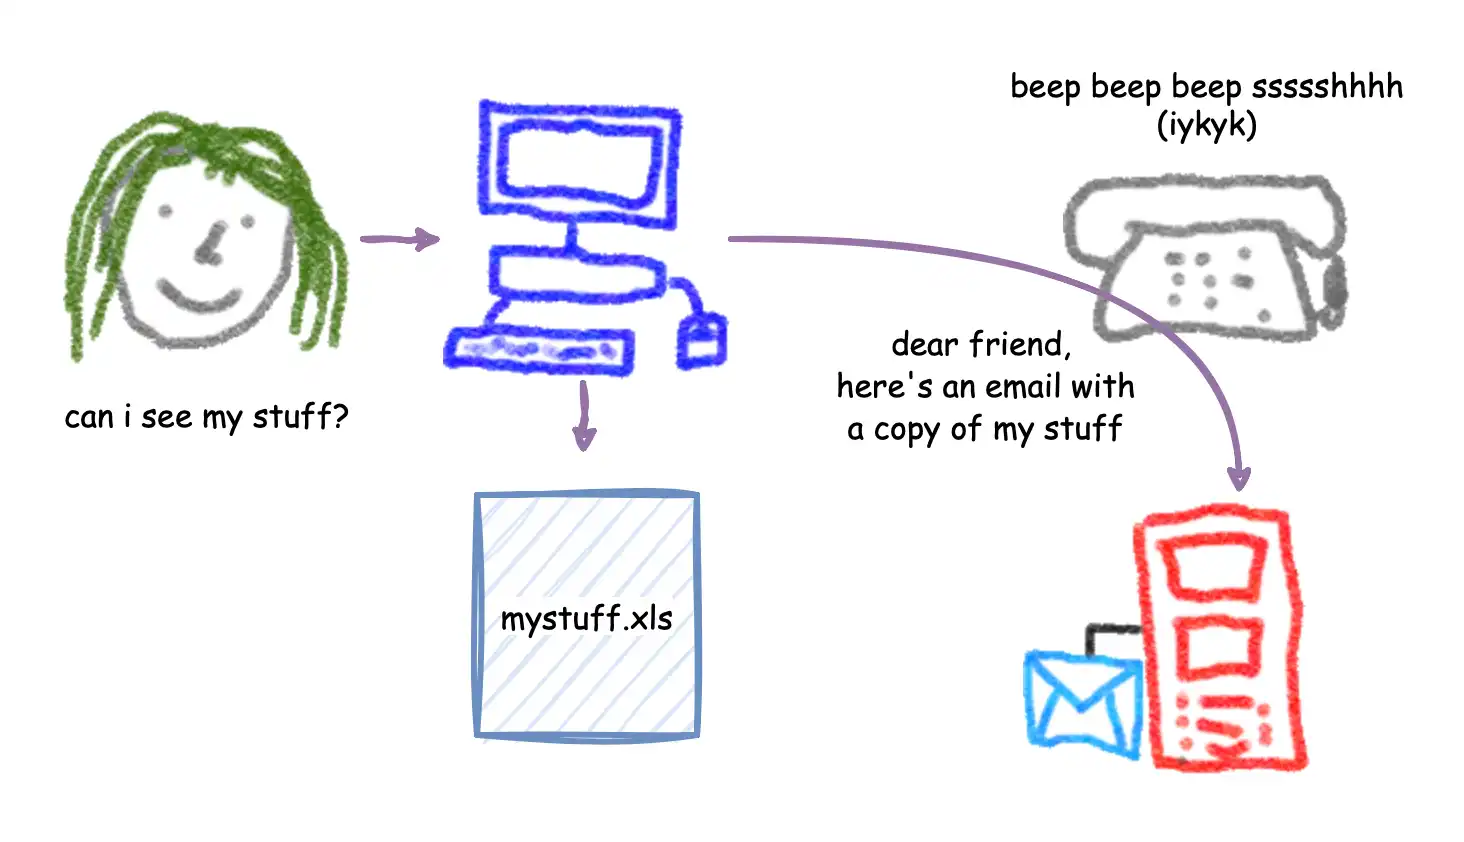 beep beep beep ssssshhhh
(iykyk)
can i see my stuff?
dear friend,
here's an email with
a copy of my stuff
mystuff.xls